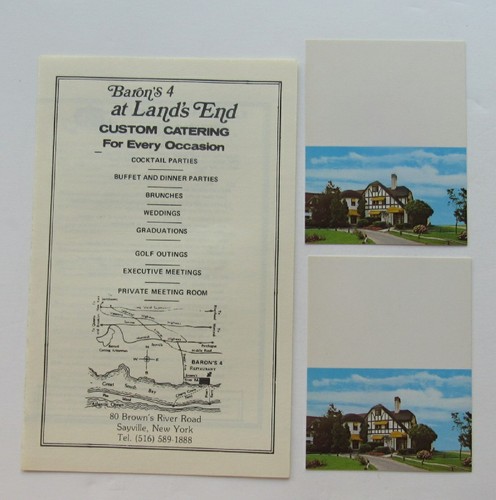 Baron's 4
at Land's End
CUSTOM CATERING
For Every Occasion
COCKTAIL PARTIES
BUFFET AND DINNER PARTIES
BRUNCHES
WEDDINGS
GRADUATIONS
GOLF OUTINGS
EXECUTIVE MEETINGS
PRIVATE MEETING ROOM
BARON'S 4
RESTAURANT
80 Brown's River Road
Sayville, New York
Tel. (516) 589-1888